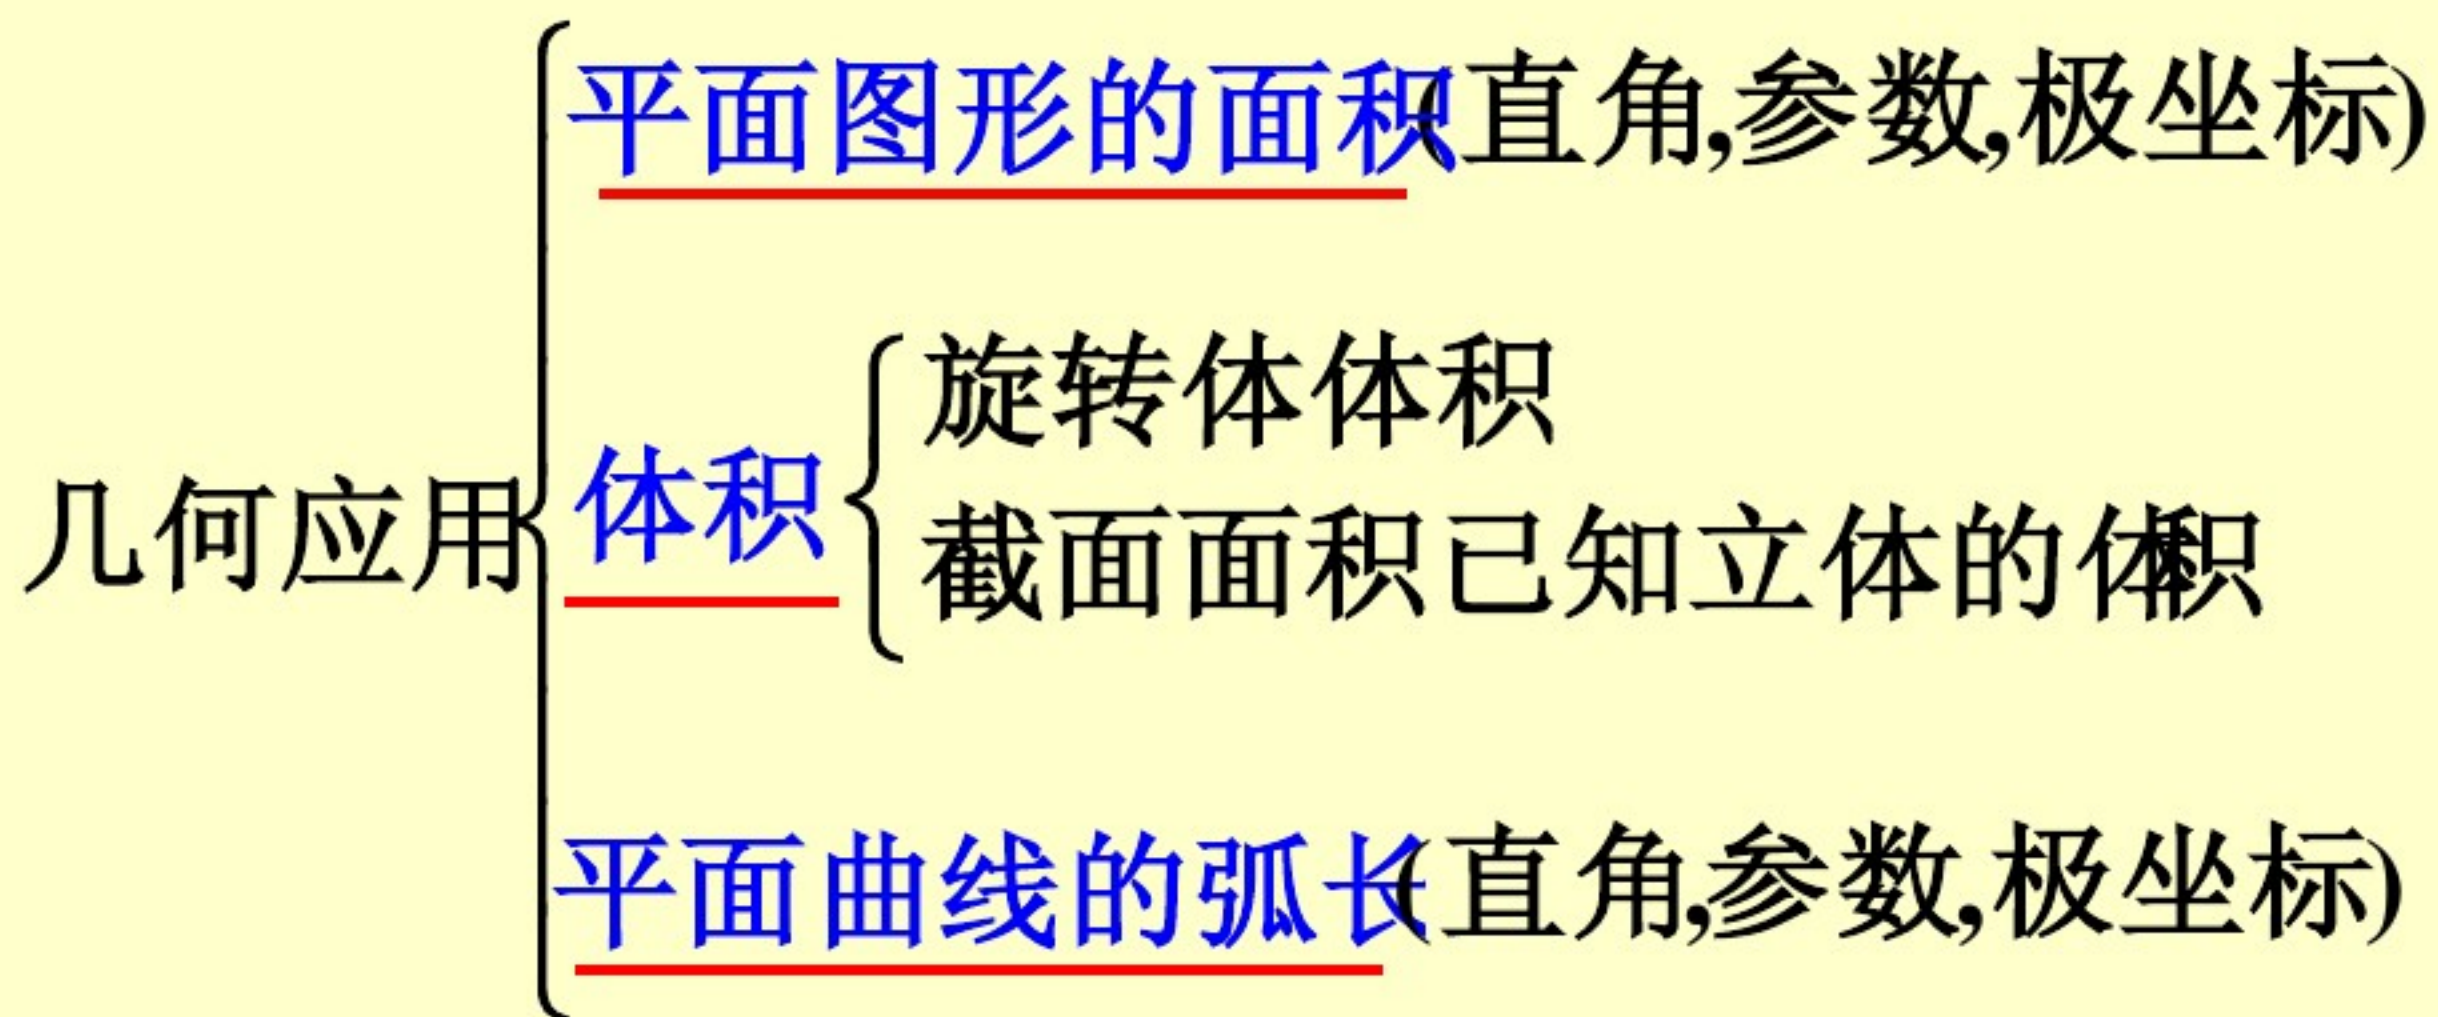 平面图形的面积(直角,参数,极坐标)
旋转体体积
几何应用 体积
截面面积已知立体的体积
平面曲线的弧长(直角,参数,极坐标)